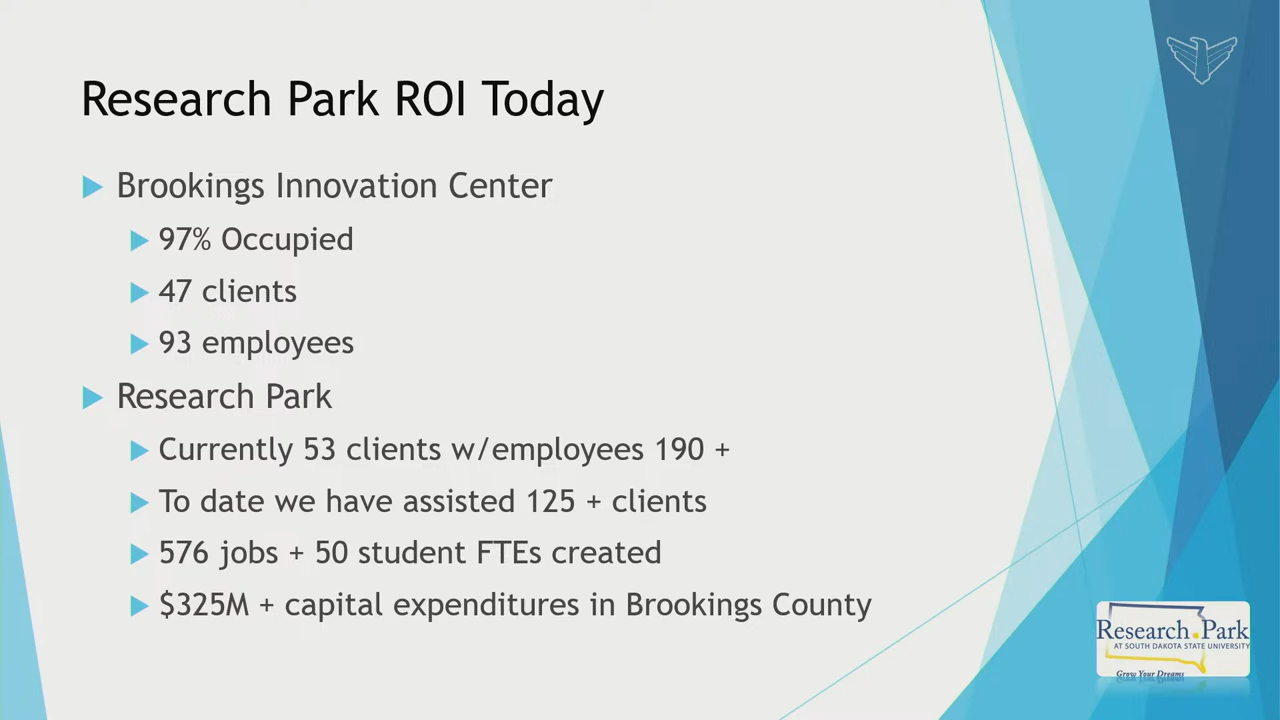 Research Park ROI Today
Brookings Innovation Center
97% Occupied
47 clients
93 employees
Research Park
Currently 53 clients w/employees 190 +
To date we have assisted 125 + clients
576 jobs + 50 student FTEs created
$325M + capital expenditures in Brookings County
Research Park
AT SOUTH DAKOTA STATE UNIVERSITY
Grow Your Dreams